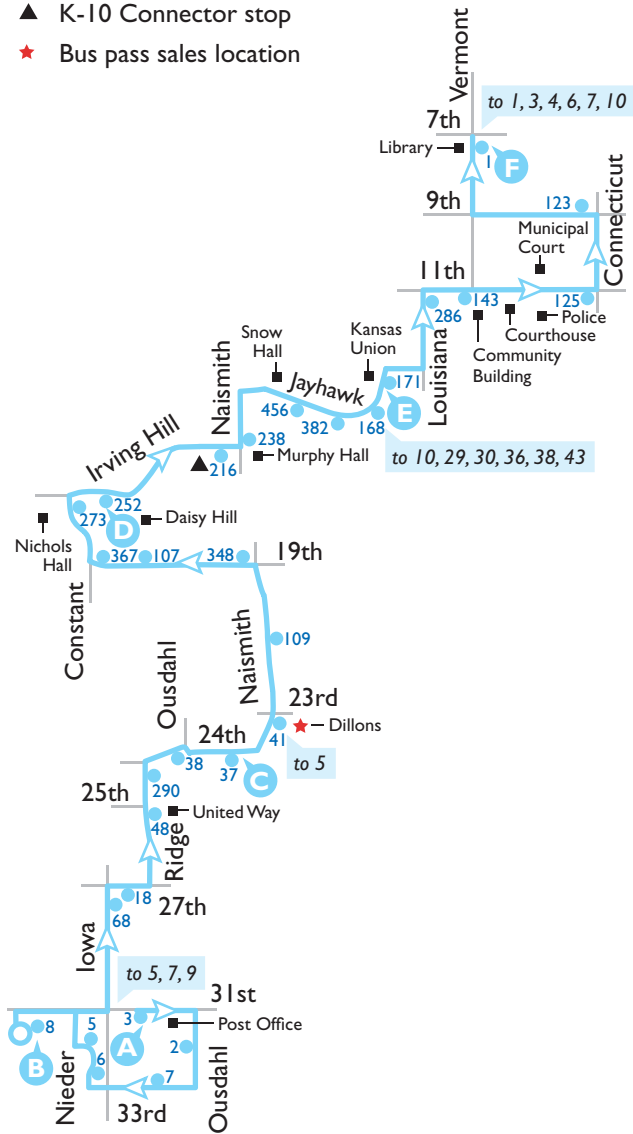 K-10 Connector stop
Bus pass sales location
Vermont
to 1, 3, 4, 6, 7, 10
7th
Library
1
F
9th
123
Connecticut
Municipal
Court
11th
286
143
125
Police
Courthouse
Community
Building
Louisiana
Kansas
Union
Snow
Hall
Naismith
Jayhawk
171
E
456
382
168
238
Murphy Hall
to 10, 29, 30, 36, 38, 43
Irving Hill
216
252
273
D
Daisy Hill
Nichols
Hall
367
107
348
19th
Constant
Naismith
109
Ousdahl
23rd
Dillons
41
24th
to 5
38
37
C
290
25th
United Way
48
Ridge
18
27th
68
Iowa
to 5, 7, 9
31st
3
Post Office
8
5
A
2
B
6
7
Nieder
33rd
Ousdahl